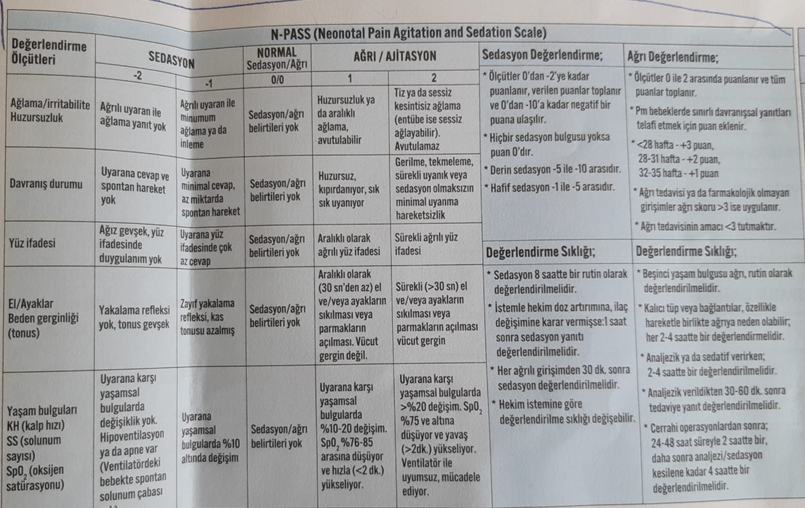 N-PASS (Neonotal Pain Agitation and Sedation Scale)
Değerlendirme
Ölçütleri
SEDASYON
NORMAL
Sedasyon/Ağrı
AĞRI / AJİTASYON
-2
-1
0/0
1
2
Ağlama/irritabilite
Huzursuzluk
Ağrılı uyaran ile
ağlama yanıt yok
Ağrılı uyaran ile
minumum
ağlama ya da
inleme
Sedasyon/ağrı
belirtileri yok
Huzursuzluk ya
da aralıklı
ağlama,
avutulabilir
Tiz ya da sessiz
kesintisiz ağlama
(entübe ise sessiz
ağlayabilir).
Avutulamaz
Davranış durumu
Uyarana cevap ve
spontan hareket
yok
Uyarana
minimal cevap,
az miktarda
spontan hareket
Sedasyon/ağrı
belirtileri yok
Huzursuz,
kıpırdanıyor, sık
sık uyanıyor
Gerilme, tekmeleme,
sürekli uyanık veya
sedasyon olmaksızın
minimal uyanma
hareketsizlik
Yüz ifadesi
Ağız gevşek, yüz
ifadesinde
duygulanım yok
Uyarana yüz
ifadesinde çok
az cevap
Sedasyon/ağrı
belirtileri yok
Aralıklı olarak
ağrılı yüz ifadesi
Sürekli ağrılı yüz
ifadesi
El/Ayaklar
Beden gerginliği
(tonus)
Yakalama refleksi
yok, tonus gevşek
Zayıf yakalama
refleksi, kas
tonusu azalmış
Sedasyon/ağrı
belirtileri yok
Aralıklı olarak
(30 sn'den az) el
ve/veya ayakların
sıkılması veya
parmakların
açılması. Vücut
gergin değil.
Sürekli (>30 sn) el
ve/veya ayakların
sıkılması veya
parmakların açılması
vücut gergin
Yaşam bulguları
KH (kalp hızı)
SS (solunum
sayısı)
SpO₂ (oksijen
satürasyonu)
Uyarana karşı
yaşamsal
bulgularda
değişiklik yok.
Hipoventilasyon
ya da apne var
(Ventilatördeki
bebekte spontan
solunum çabası
Uyarana
yaşamsal
bulgularda %10
altında değişim
Sedasyon/ağrı
belirtileri yok
Uyarana karşı
yaşamsal
bulgularda
%10-20 değişim.
SpO₂ %76-85
arasına düşüyor
ve hızla (<2 dk.)
yükseliyor.
Uyarana karşı
yaşamsal bulgularda
>%20 değişim. SpO₂
%75 ve altına
düşüyor ve yavaş
(>2dk.) yükseliyor.
Ventilatör ile
uyumsuz, mücadele
ediyor.
Sedasyon Değerlendirme;
* Ölçütler 0'dan -2'ye kadar
puanlanır, verilen puanlar toplanır
ve 0'dan -10'a kadar negatif bir
puana ulaşılır.
* Hiçbir sedasyon bulgusu yoksa
puan 0'dır.
* Derin sedasyon -5 ile -10 arasıdır.
* Hafif sedasyon -1 ile -5 arasıdır.
Değerlendirme Sıklığı;
* Sedasyon 8 saatte bir rutin olarak
değerlendirilmelidir.
* İstemle hekim doz artırımına, ilaç
değişimine karar vermişse:1 saat
sonra sedasyon yanıtı
değerlendirilmelidir.
* Her ağrılı girişimden 30 dk. sonra
sedasyon değerlendirilmelidir.
* Hekim istemine göre
değerlendirilme sıklığı değişebilir.
Ağrı Değerlendirme;
* Ölçütler 0 ile 2 arasında puanlanır ve tüm
puanlar toplanır.
* Pm bebeklerde sınırlı davranışsal yanıtları
telafi etmek için puan eklenir.
* <28 hafta - +3 puan,
28-31 hafta - +2 puan,
32-35 hafta - +1 puan
* Ağrı tedavisi ya da farmakolojik olmayan
girişimler ağrı skoru >3 ise uygulanır.
* Ağrı tedavisinin amacı <3 tutmaktır.
Değerlendirme Sıklığı;
* Beşinci yaşam bulgusu ağrı, rutin olarak
değerlendirilmelidir.
* Kalıcı tüp veya bağlantılar, özellikle
hareketle birlikte ağrıya neden olabilir;
her 2-4 saatte bir değerlendirmelidir.
* Analjezik ya da sedatif verirken;
2-4 saatte bir değerlendirilmelidir.
* Analjezik verildikten 30-60 dk. sonra
tedaviye yanıt değerlendirilmelidir.
* Cerrahi operasyonlardan sonra;
24-48 saat süreyle 2 saatte bir,
daha sonra analjezi/sedasyon
kesilene kadar 4 saatte bir
değerlendirilmelidir.